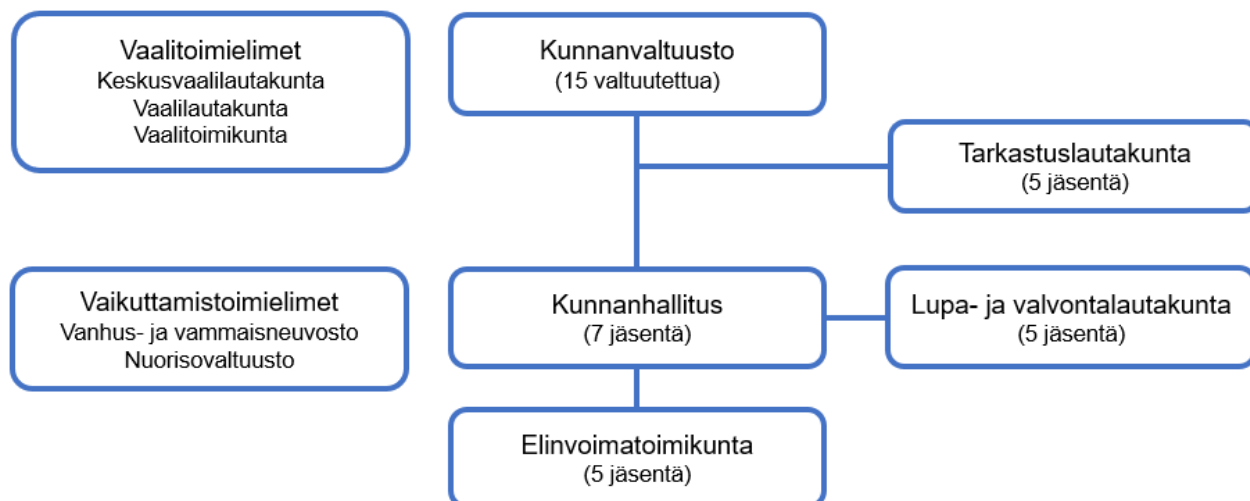 Vaalitoimielimet
Keskusvaalilautakunta
Vaalilautakunta
Vaalitoimikunta
Kunnanvaltuusto
(15 valtuutettua)
Tarkastuslautakunta
(5 jäsentä)
Vaikuttamistoimielimet
Vanhus- ja vammaisneuvosto
Nuorisovaltuusto
Kunnanhallitus
(7 jäsentä)
Lupa- ja valvontalautakunta
(5 jäsentä)
Elinvoimatoimikunta
(5 jäsentä)